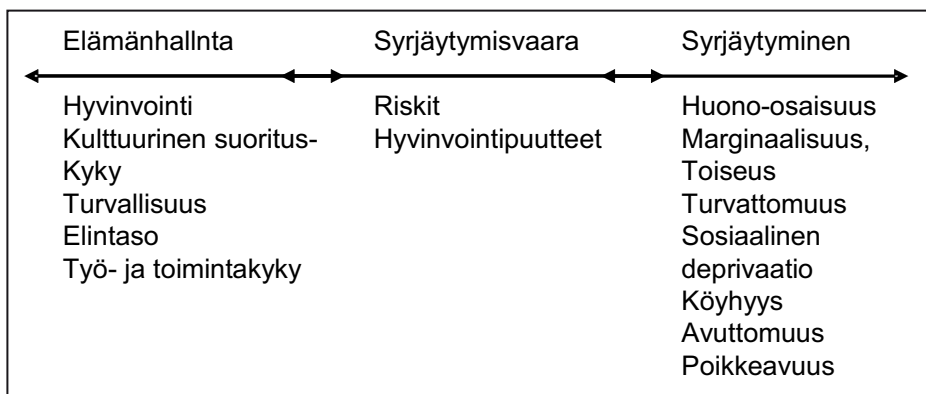 Elämänhallnta
Syrjäytymisvaara
Syrjäytyminen
Hyvinvointi
Kulttuurinen suoritus-
Kyky
Turvallisuus
Elintaso
Työ- ja toimintakyky
Riskit
Hyvinvointipuutteet
Huono-osaisuus
Marginaalisuus,
Toiseus
Turvattomuus
Sosiaalinen
deprivaatio
Köyhyys
Avuttomuus
Poikkeavuus